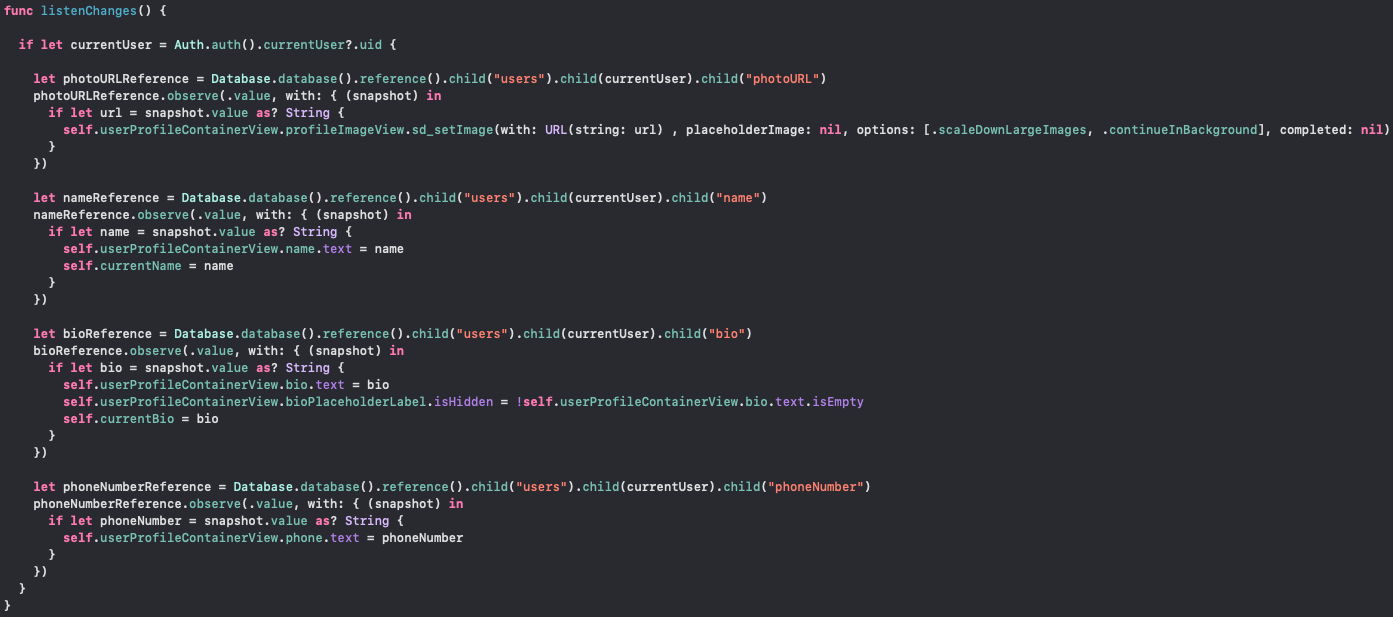 func listenChanges() {
if let currentUser = Auth.auth().currentUser?.uid {
let photoURLReference = Database.database().reference().child("users").child(currentUser).child("photoURL")
photoURLReference.observe(.value, with: { (snapshot) in
if let url = snapshot.value as? String {
self.userProfileContainerView.profileImageView.sd_setImage(with: URL(string: url) , placeholderImage: nil, options: [.scaleDownLargeImages, .continueInBackground], completed: nil)
}
})
let nameReference = Database.database().reference().child("users").child(currentUser).child("name")
nameReference.observe(.value, with: { (snapshot) in
if let name = snapshot.value as? String {
self.userProfileContainerView.name.text = name
self.currentName = name
}
})
let bioReference = Database.database().reference().child("users").child(currentUser).child("bio")
bioReference.observe(.value, with: { (snapshot) in
if let bio = snapshot.value as? String {
self.userProfileContainerView.bio.text = bio
self.userProfileContainerView.bioPlaceholderLabel.isHidden = !self.userProfileContainerView.bio.text.isEmpty
self.currentBio = bio
}
})
let phoneNumberReference = Database.database().reference().child("users").child(currentUser).child("phoneNumber")
phoneNumberReference.observe(.value, with: { (snapshot) in
if let phoneNumber = snapshot.value as? String {
self.userProfileContainerView.phone.text = phoneNumber
}
})
}
}